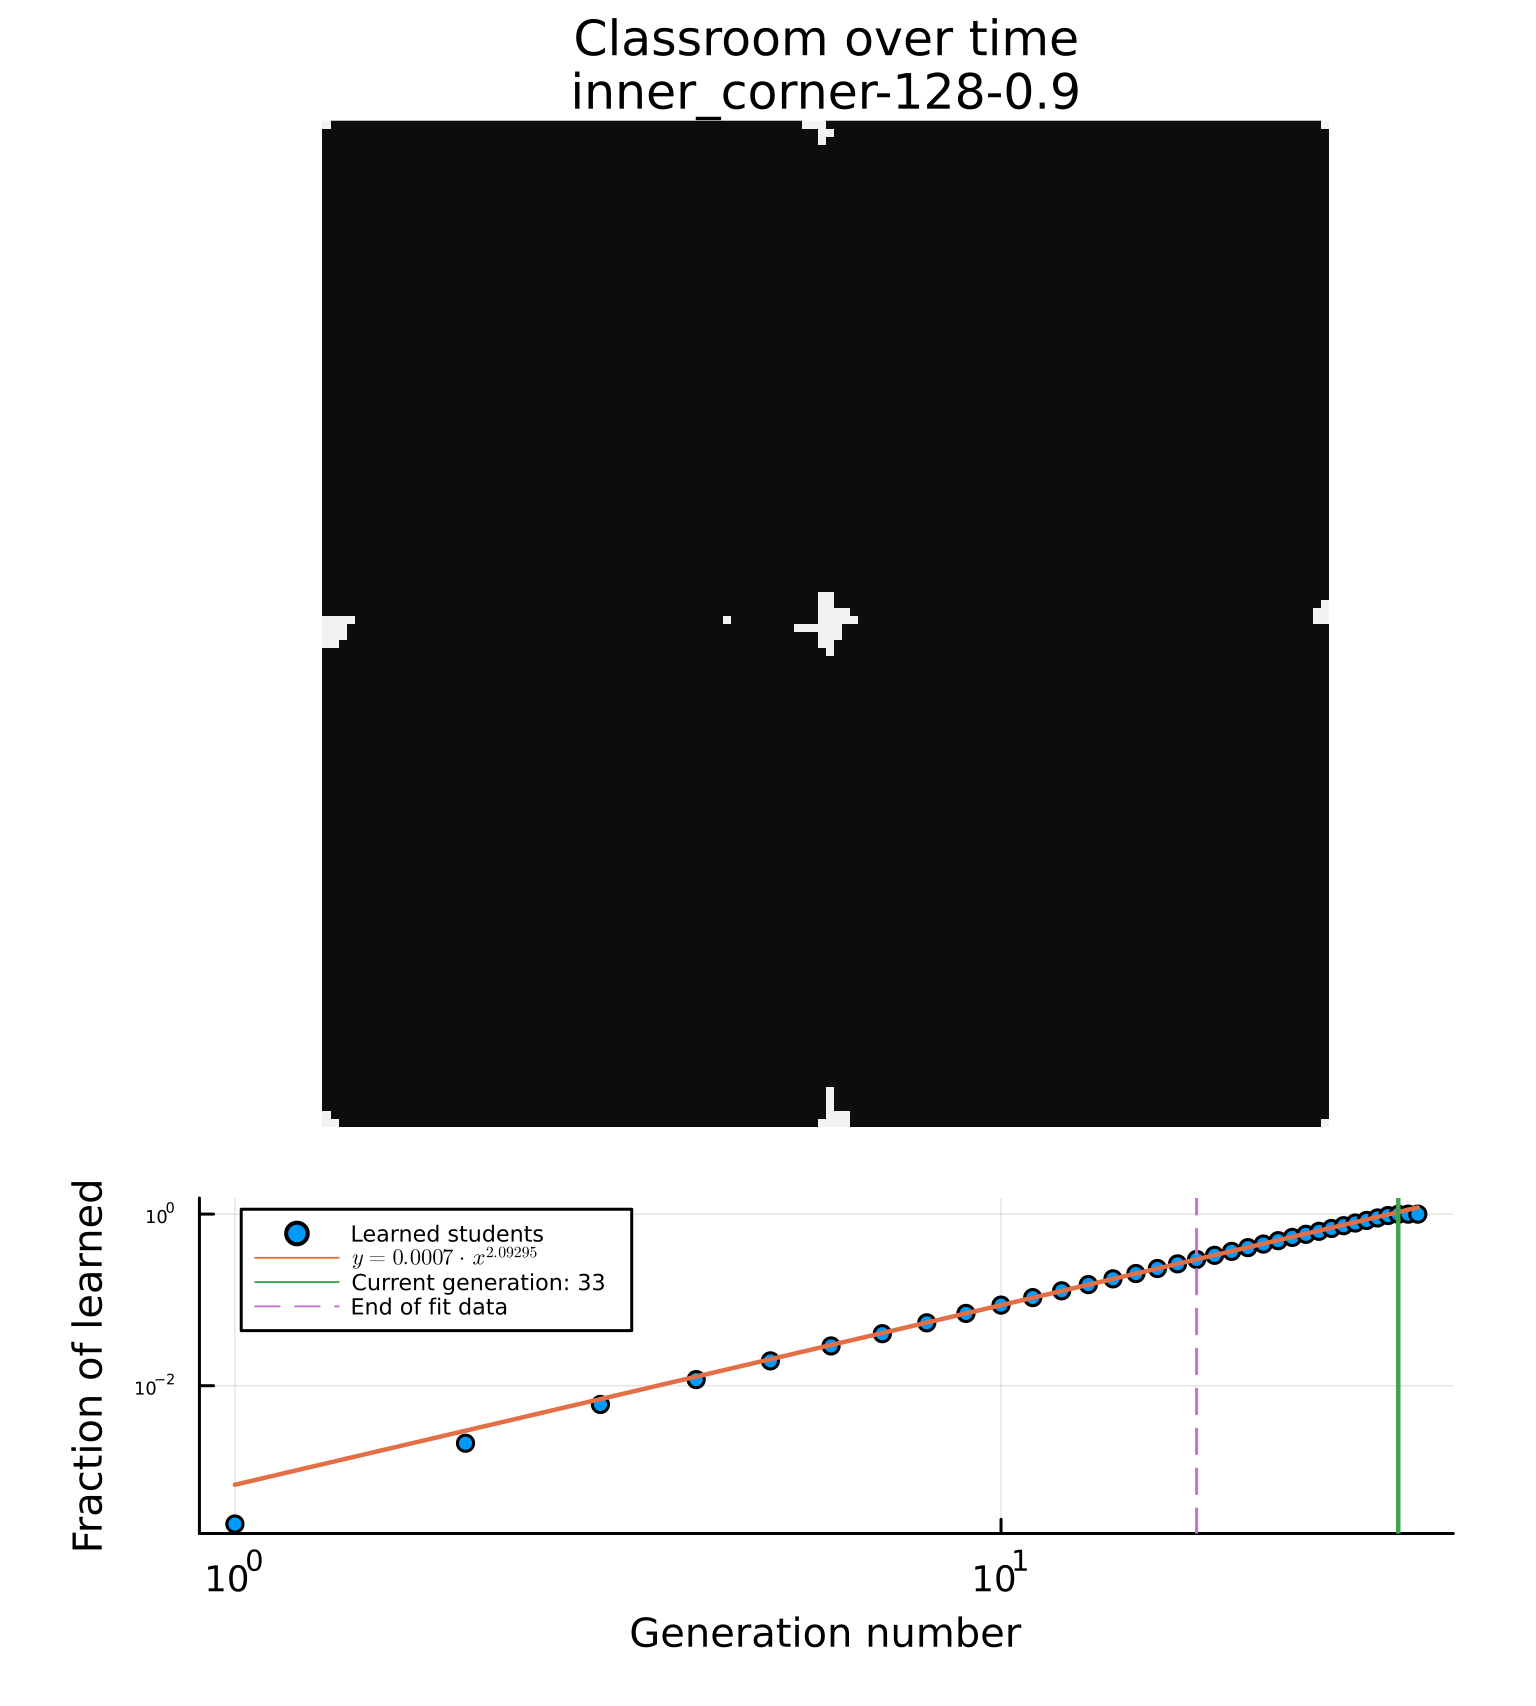 Classroom over time
inner_corner-128-0.9
Fraction of learned
10^0
10^-2
Learned students
y = 0.0007 · x^2.09295
Current generation: 33
End of fit data
10^0
10^1
Generation number